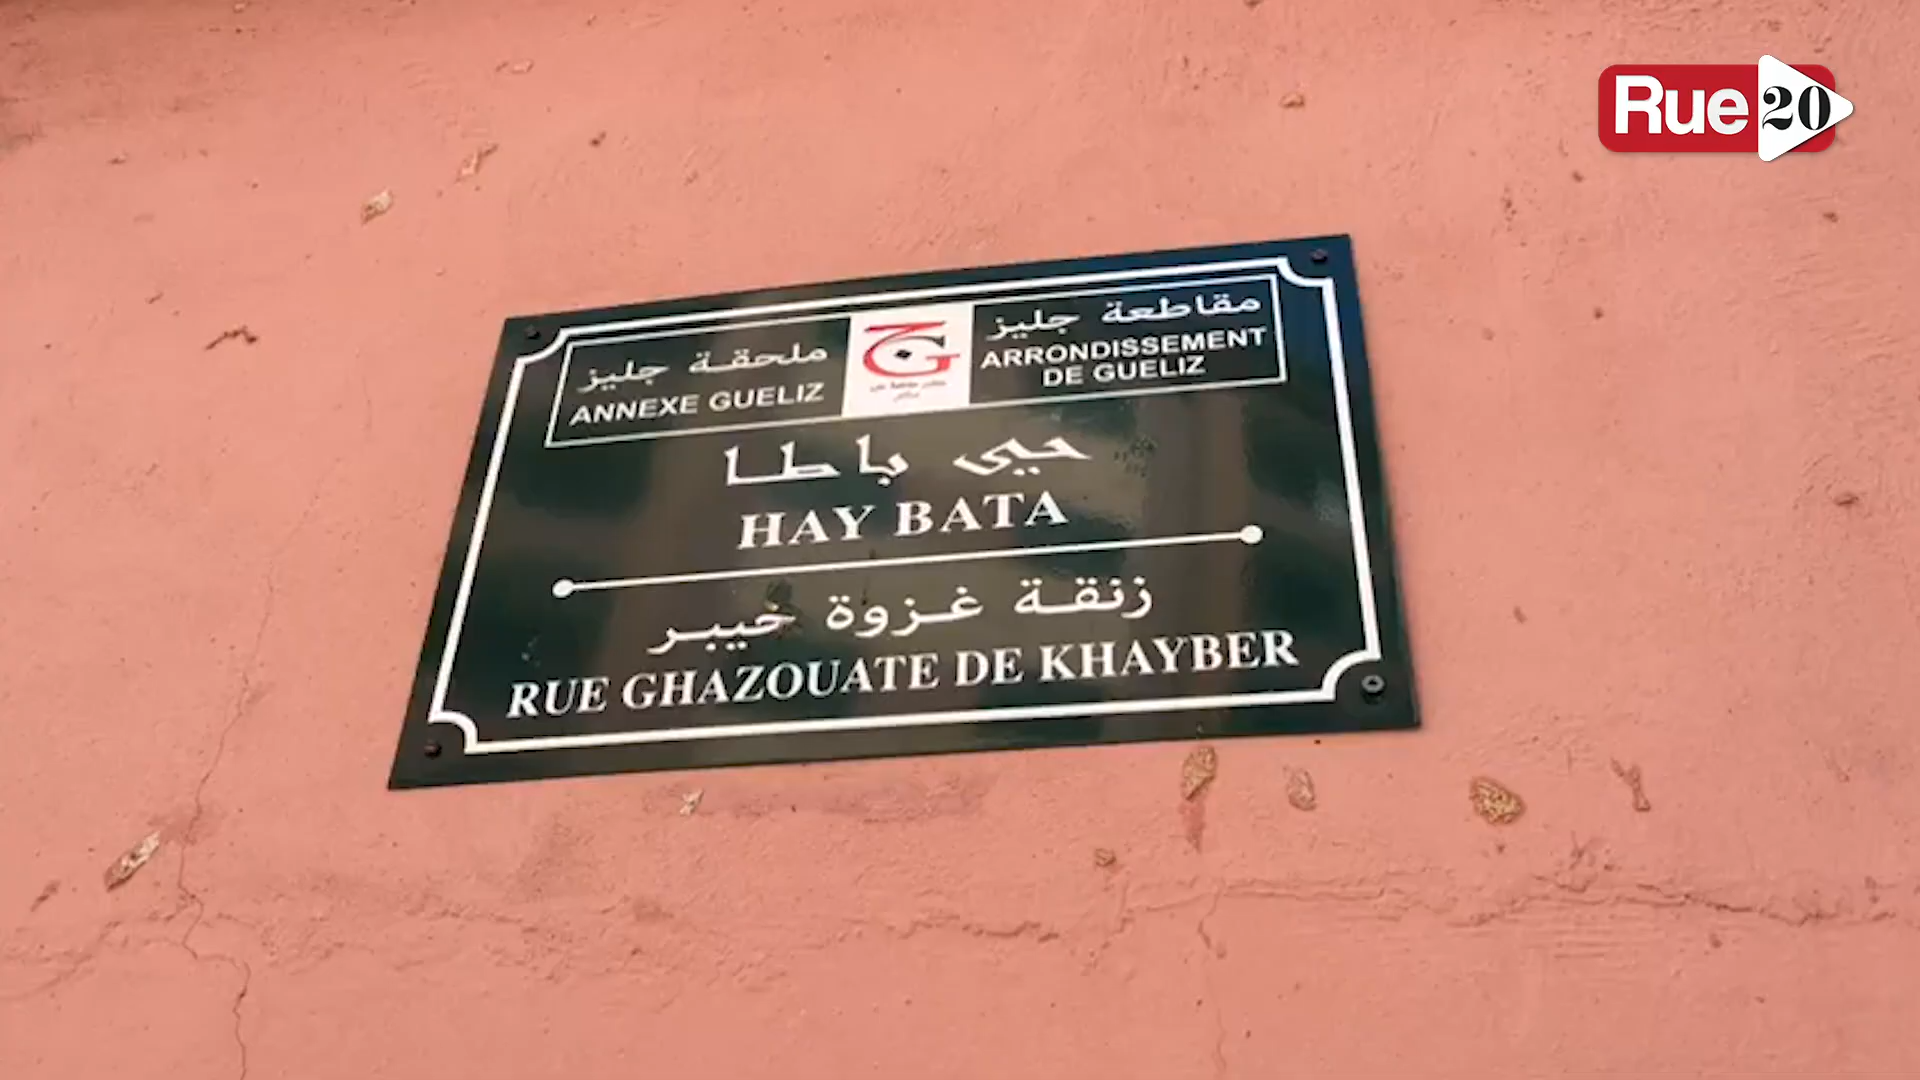 Rue20
مقاطعة جليز
ARRONDISSEMENT
DE GUELIZ
ملحقة جليز
ANNEXE GUELIZ
حيي باطا
HAY BATA
زنقة غزوة خيبر
RUE GHAZOUATE DE KHAYBER